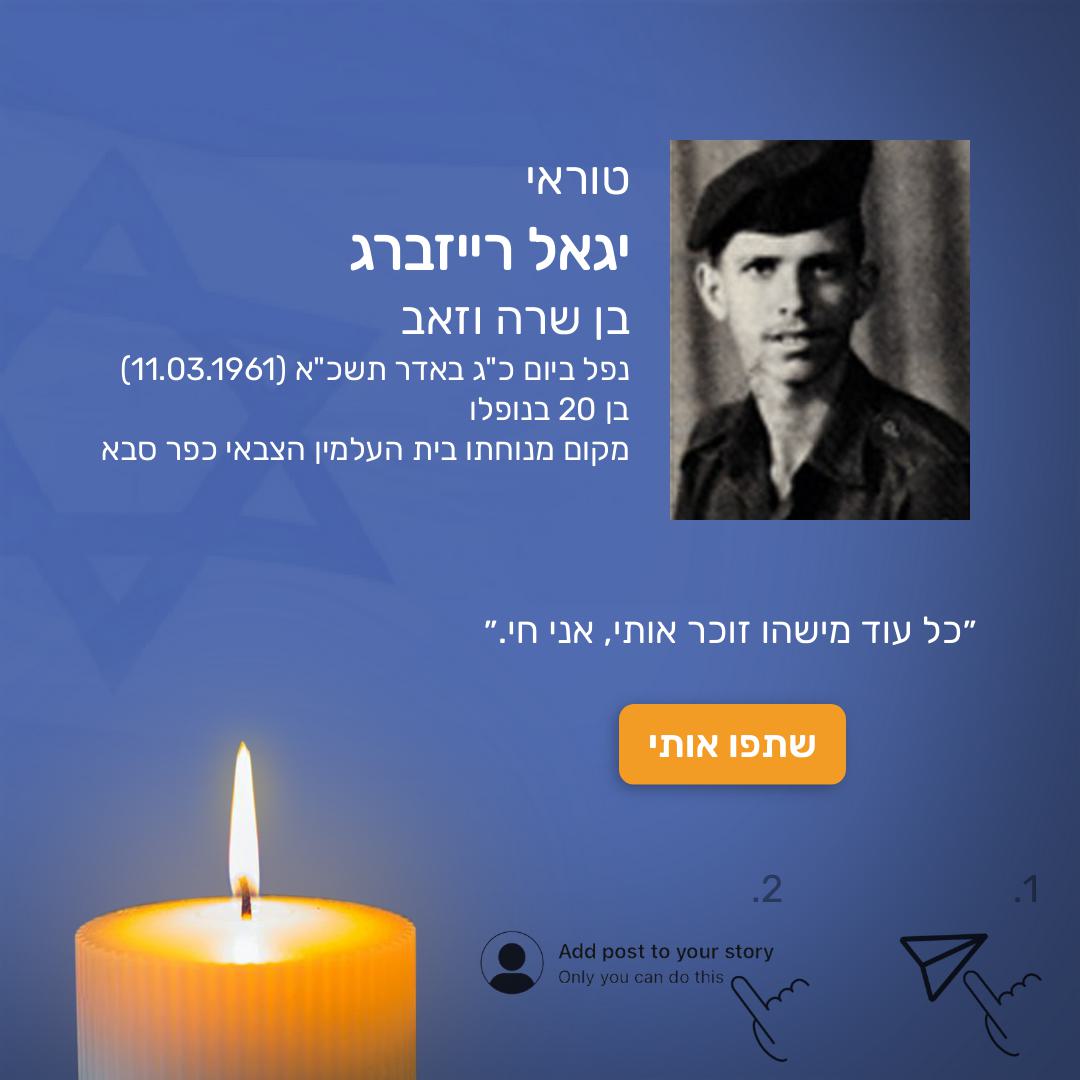 טוראי
יגאל רייזברג
בן שרה וזאב
נפל ביום כ"ג באדר תשכ"א (11.03.1961)
בן 20 בנופלו
מקום מנוחתו בית העלמין הצבאי כפר סבא
״כל עוד מישהו זוכר אותי, אני חי.״
שתפו אותי
1.
2.
Add post to your story
Only you can do this